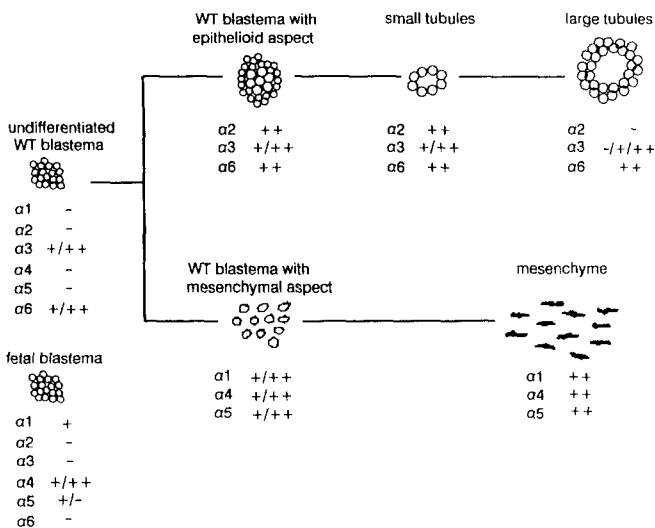 WT blastema with
epithelioid aspect
small tubules
large tubules
α2 ++
α3 +/++
α6 ++
α2 ++
α3 +/++
α6 ++
α2 -
α3 -/+/++
α6 ++
undifferentiated
WT blastema
α1 -
α2 -
α3 +/++
α4 -
α5 -
α6 +/++
WT blastema with
mesenchymal aspect
mesenchyme
α1 +/++
α4 +/++
α5 +/++
α1 ++
α4 ++
α5 ++
fetal blastema
α1 +
α2 -
α3 -
α4 +/++
α5 +/-
α6 -